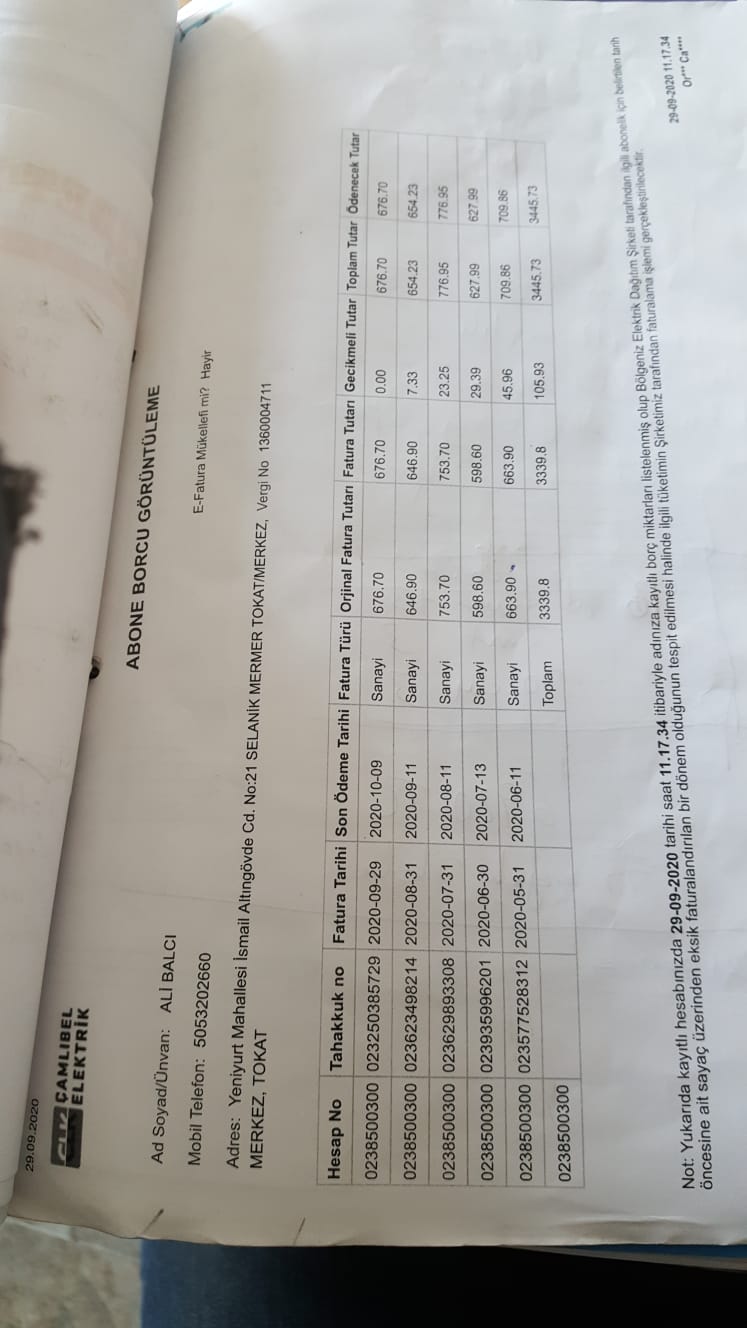 29.09.2020
CLK ÇAMLIBEL
ELEKTRİK
ABONE BORCU GÖRÜNTÜLEME
Ad Soyad/Ünvan: ALİ BALCI
Mobil Telefon: 5053202660
E-Fatura Mükellefi mi? Hayir
Adres: Yeniyurt Mahallesi İsmail Altıngövde Cd. No:21 SELANİK MERMER TOKAT/MERKEZ, Vergi No 1360004711
MERKEZ, TOKAT
Hesap No Tahakkuk no Fatura Tarihi Son Ödeme Tarihi Fatura Türü Orjinal Fatura Tutarı Fatura Tutarı Gecikmeli Tutar Toplam Tutar Ödenecek Tutar
0238500300 023250385729 2020-09-29 2020-10-09 Sanayi 676.70 676.70 0.00 676.70 676.70
0238500300 023623498214 2020-08-31 2020-09-11 Sanayi 646.90 646.90 7.33 654.23 654.23
0238500300 023629893308 2020-07-31 2020-08-11 Sanayi 753.70 753.70 23.25 776.95 776.95
0238500300 023935996201 2020-06-30 2020-07-13 Sanayi 598.60 598.60 29.39 627.99 627.99
0238500300 023577528312 2020-05-31 2020-06-11 Sanayi 663.90 663.90 45.96 709.86 709.86
0238500300 Toplam 3339.8 3339.8 105.93 3445.73 3445.73
Not: Yukarıda kayıtlı hesabınızda 29-09-2020 tarihi saat 11.17.34 itibariyle adınıza kayıtlı borç miktarları listelenmiş olup Bölgeniz Elektrik Dağıtım Şirketi tarafından ilgili abonelik için belirtilen tarih
öncesine ait sayaç üzerinden eksik faturalandırılan bir dönem olduğunun tespit edilmesi halinde ilgili tüketimin Şirketimiz tarafından faturalama işlemi gerçekleştirilecektir.
29-09-2020 11.17.34
Or*** Ca****